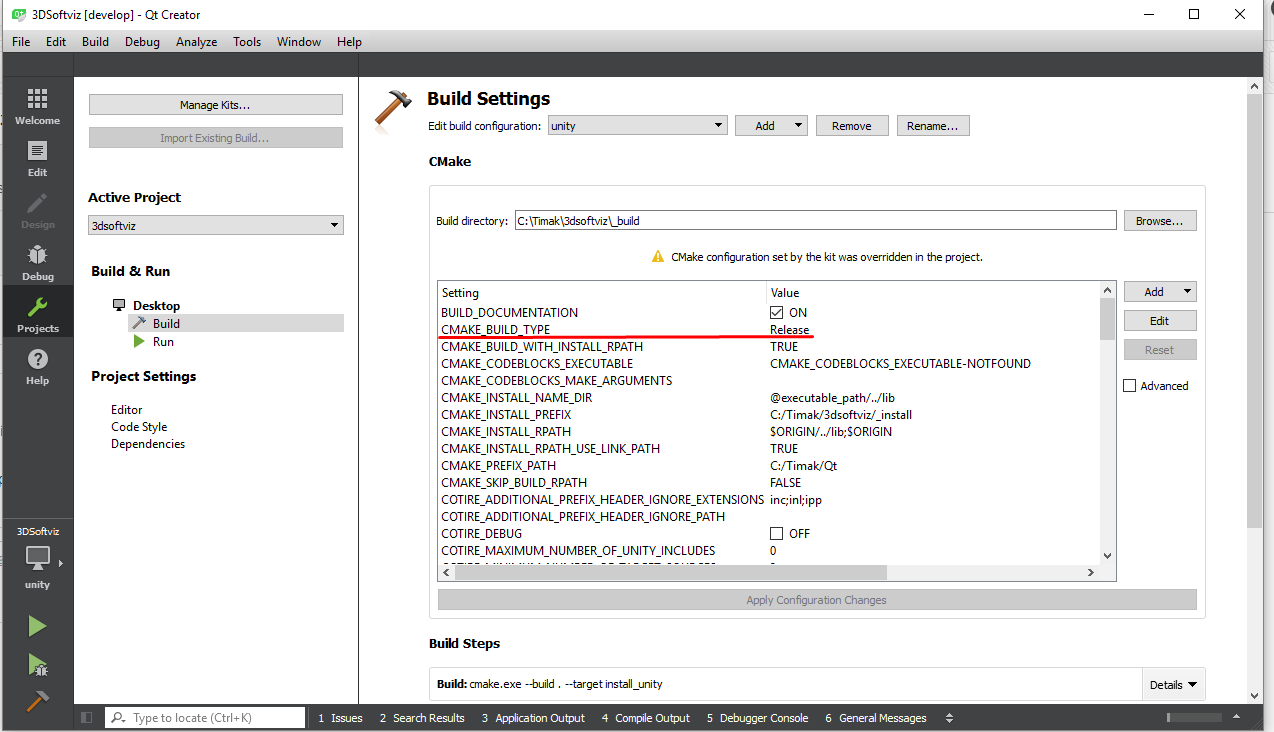 3DSoftviz [develop] - Qt Creator
File Edit Build Debug Analyze Tools Window Help
Welcome
Edit
Design
Debug
Projects
Help
3DSoftviz
unity
Manage Kits...
Import Existing Build...
Active Project
3dsoftviz
Build & Run
Desktop
Build
Run
Project Settings
Editor
Code Style
Dependencies
Build Settings
Edit build configuration: unity Add Remove Rename...
CMake
Build directory: C:\Timak\3dsoftviz\_build Browse...
CMake configuration set by the kit was overridden in the project.
Setting Value
BUILD_DOCUMENTATION ON
CMAKE_BUILD_TYPE Release
CMAKE_BUILD_WITH_INSTALL_RPATH TRUE
CMAKE_CODEBLOCKS_EXECUTABLE CMAKE_CODEBLOCKS_EXECUTABLE-NOTFOUND
CMAKE_CODEBLOCKS_MAKE_ARGUMENTS
CMAKE_INSTALL_NAME_DIR @executable_path/../lib
CMAKE_INSTALL_PREFIX C:/Timak/3dsoftviz/_install
CMAKE_INSTALL_RPATH $ORIGIN/../lib;$ORIGIN
CMAKE_INSTALL_RPATH_USE_LINK_PATH TRUE
CMAKE_PREFIX_PATH C:/Timak/Qt
CMAKE_SKIP_BUILD_RPATH FALSE
COTIRE_ADDITIONAL_PREFIX_HEADER_IGNORE_EXTENSIONS inc;inl;ipp
COTIRE_ADDITIONAL_PREFIX_HEADER_IGNORE_PATH
COTIRE_DEBUG OFF
COTIRE_MAXIMUM_NUMBER_OF_UNITY_INCLUDES 0
Add
Edit
Reset
Advanced
Apply Configuration Changes
Build Steps
Build: cmake.exe --build . --target install_unity Details
Type to locate (Ctrl+K) 1 Issues 2 Search Results 3 Application Output 4 Compile Output 5 Debugger Console 6 General Messages